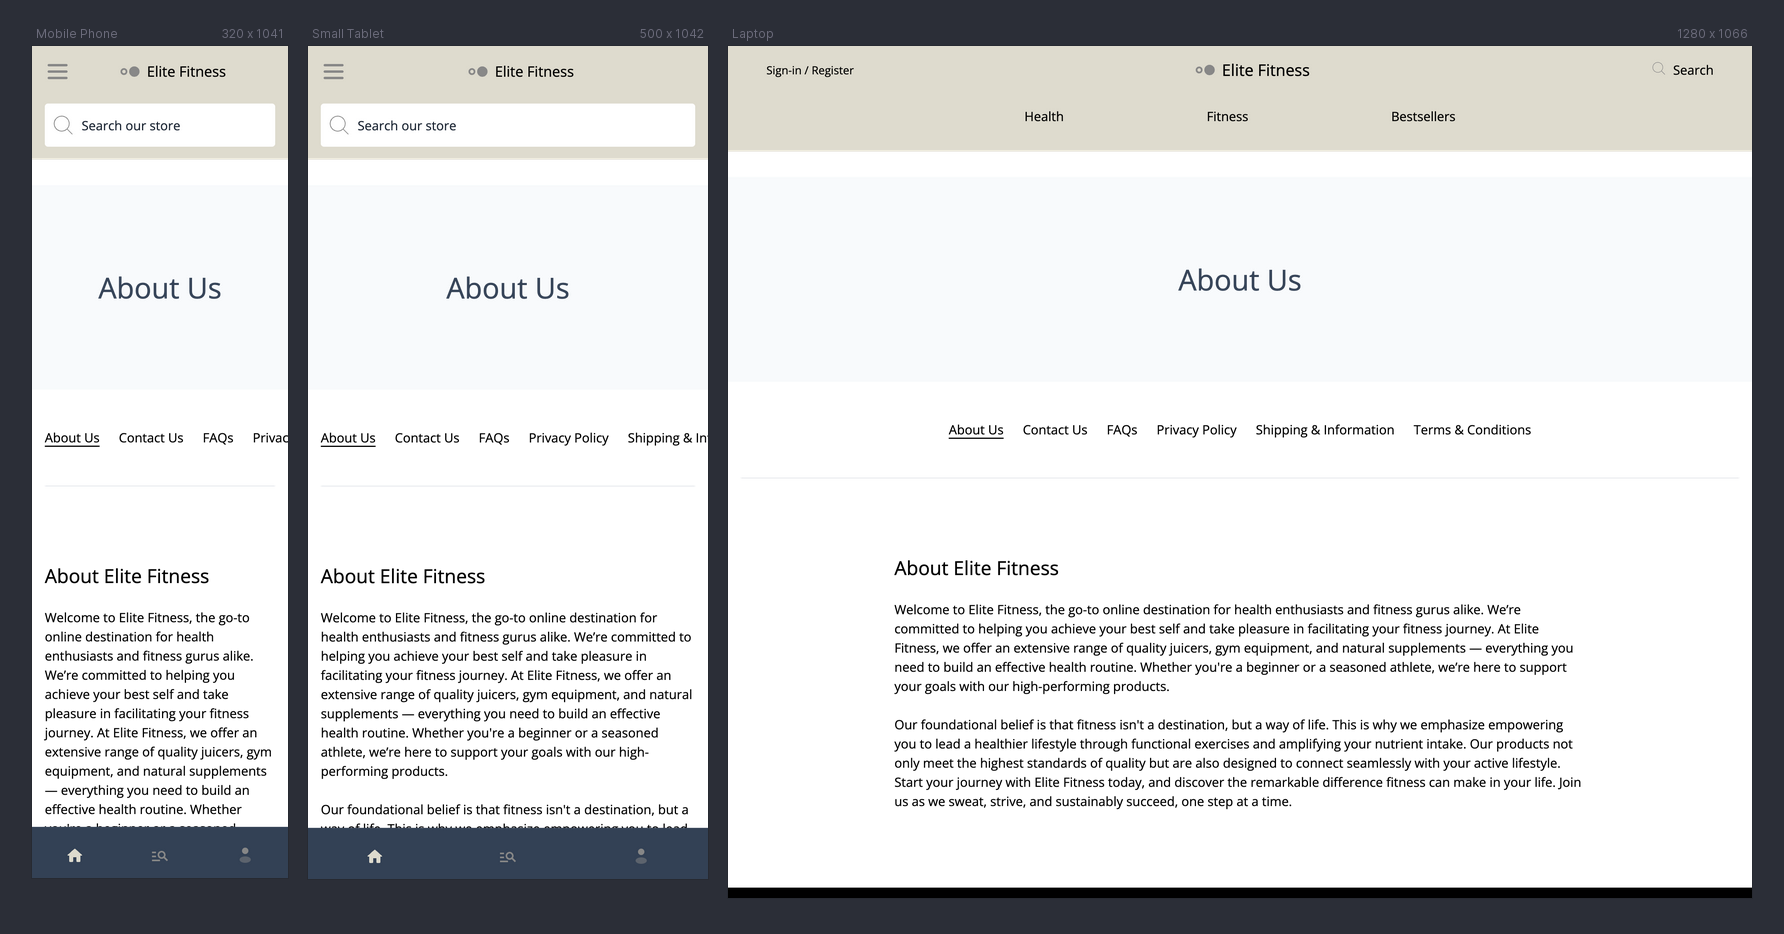 Mobile Phone
320 x 1041
Elite Fitness
Search our store
About Us
About Us
Contact Us
FAQs
Privac
About Elite Fitness
Welcome to Elite Fitness, the go-to
online destination for health
enthusiasts and fitness gurus alike.
We’re committed to helping you
achieve your best self and take
pleasure in facilitating your fitness
journey. At Elite Fitness, we offer an
extensive range of quality juicers, gym
equipment, and natural supplements
— everything you need to build an
effective health routine. Whether
you're a beginner or a seasoned
Small Tablet
500 x 1042
Elite Fitness
Search our store
About Us
About Us
Contact Us
FAQs
Privacy Policy
Shipping & In
About Elite Fitness
Welcome to Elite Fitness, the go-to online destination for
health enthusiasts and fitness gurus alike. We’re committed to
helping you achieve your best self and take pleasure in
facilitating your fitness journey. At Elite Fitness, we offer an
extensive range of quality juicers, gym equipment, and natural
supplements — everything you need to build an effective
health routine. Whether you're a beginner or a seasoned
athlete, we’re here to support your goals with our high-
performing products.
Our foundational belief is that fitness isn't a destination, but a
way of life. This is why we emphasize empowering you to lead
Laptop
1280 x 1066
Sign-in / Register
Elite Fitness
Search
Health
Fitness
Bestsellers
About Us
About Us
Contact Us
FAQs
Privacy Policy
Shipping & Information
Terms & Conditions
About Elite Fitness
Welcome to Elite Fitness, the go-to online destination for health enthusiasts and fitness gurus alike. We’re
committed to helping you achieve your best self and take pleasure in facilitating your fitness journey. At Elite
Fitness, we offer an extensive range of quality juicers, gym equipment, and natural supplements — everything you
need to build an effective health routine. Whether you're a beginner or a seasoned athlete, we’re here to support
your goals with our high-performing products.
Our foundational belief is that fitness isn't a destination, but a way of life. This is why we emphasize empowering
you to lead a healthier lifestyle through functional exercises and amplifying your nutrient intake. Our products not
only meet the highest standards of quality but are also designed to connect seamlessly with your active lifestyle.
Start your journey with Elite Fitness today, and discover the remarkable difference fitness can make in your life. Join
us as we sweat, strive, and sustainably succeed, one step at a time.